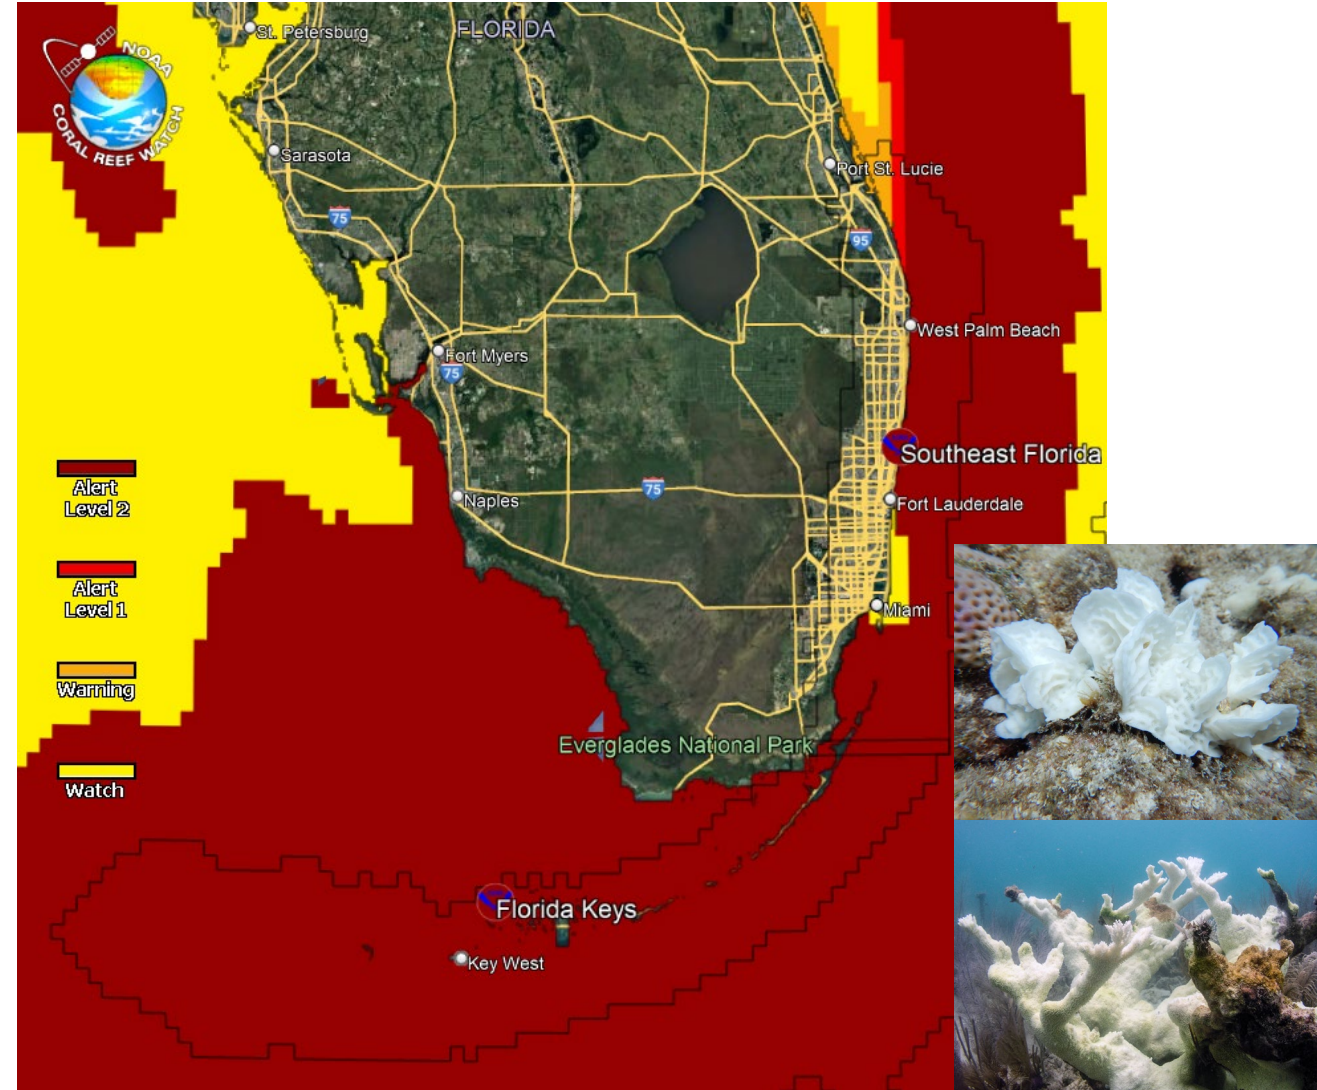 FLORIDA
St. Petersburg
NOAA
CORAL REEF WATCH
Sarasota
Port St. Lucie
75
95
West Palm Beach
Fort Myers
75
Southeast Florida
Alert
Level 2
75
Naples
Fort Lauderdale
Alert
Level 1
Miami
Warning
Everglades National Park
Watch
Florida Keys
Key West